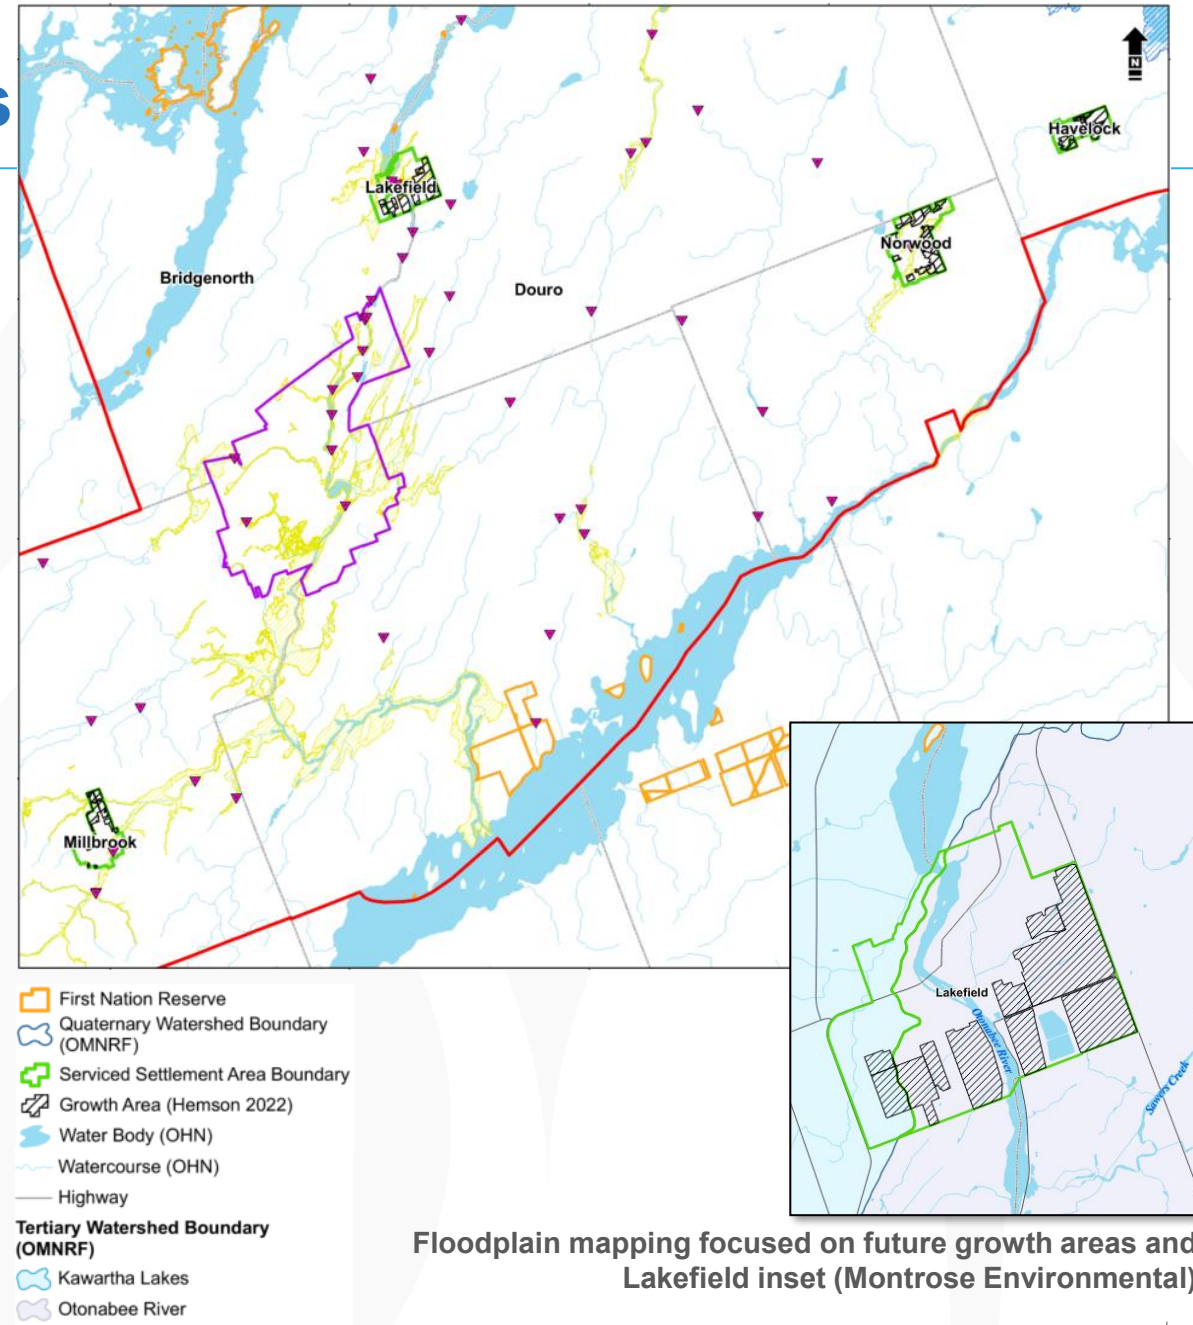 s
N
Havelock
Lakefield
Norwood
Bridgenorth
Douro
Millbrook
Lakefield
Otonabee River
Sawers Creek
First Nation Reserve
Quaternary Watershed Boundary
(OMNRF)
Serviced Settlement Area Boundary
Growth Area (Hemson 2022)
Water Body (OHN)
Watercourse (OHN)
Highway
Tertiary Watershed Boundary
(OMNRF)
Kawartha Lakes
Otonabee River
Floodplain mapping focused on future growth areas and
Lakefield inset (Montrose Environmental)